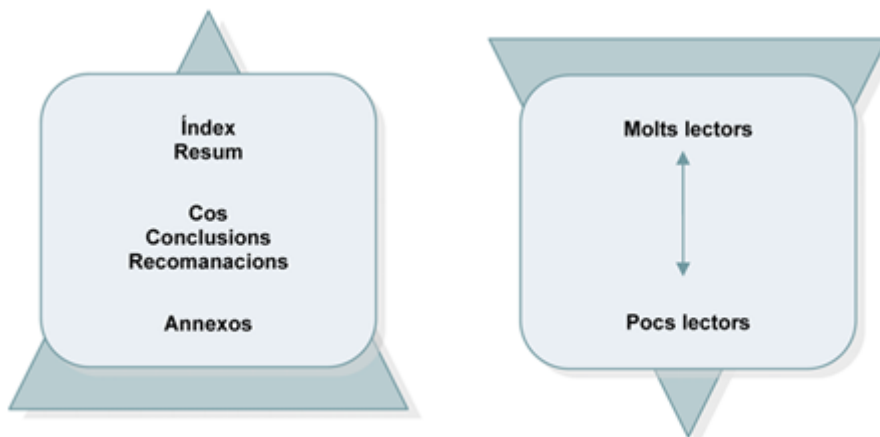 Índex
Resum
Cos
Conclusions
Recomanacions
Annexos
Molts lectors
Pocs lectors